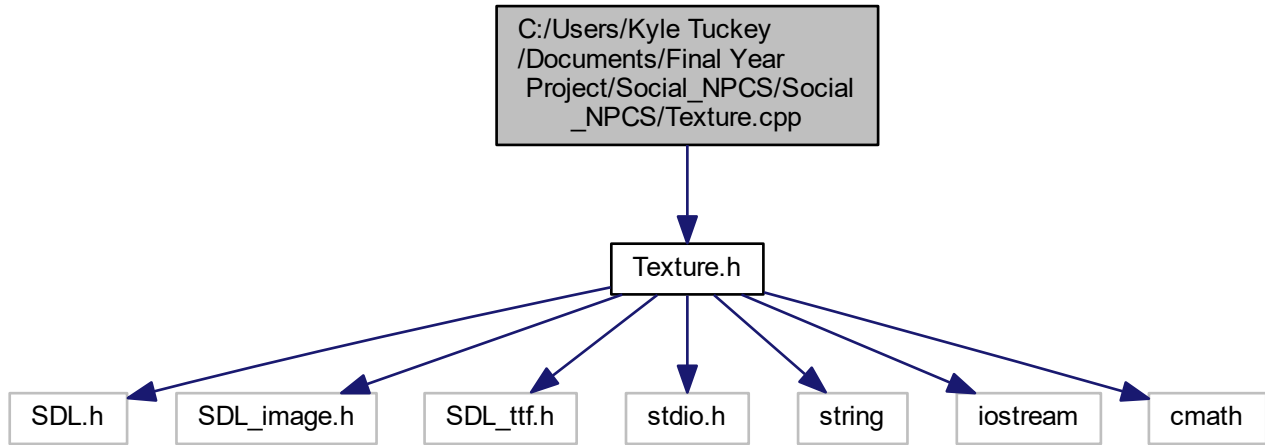 C:/Users/Kyle Tuckey
/Documents/Final Year
Project/Social_NPCS/Social
_NPCS/Texture.cpp
Texture.h
SDL.h
SDL_image.h
SDL_ttf.h
stdio.h
string
iostream
cmath